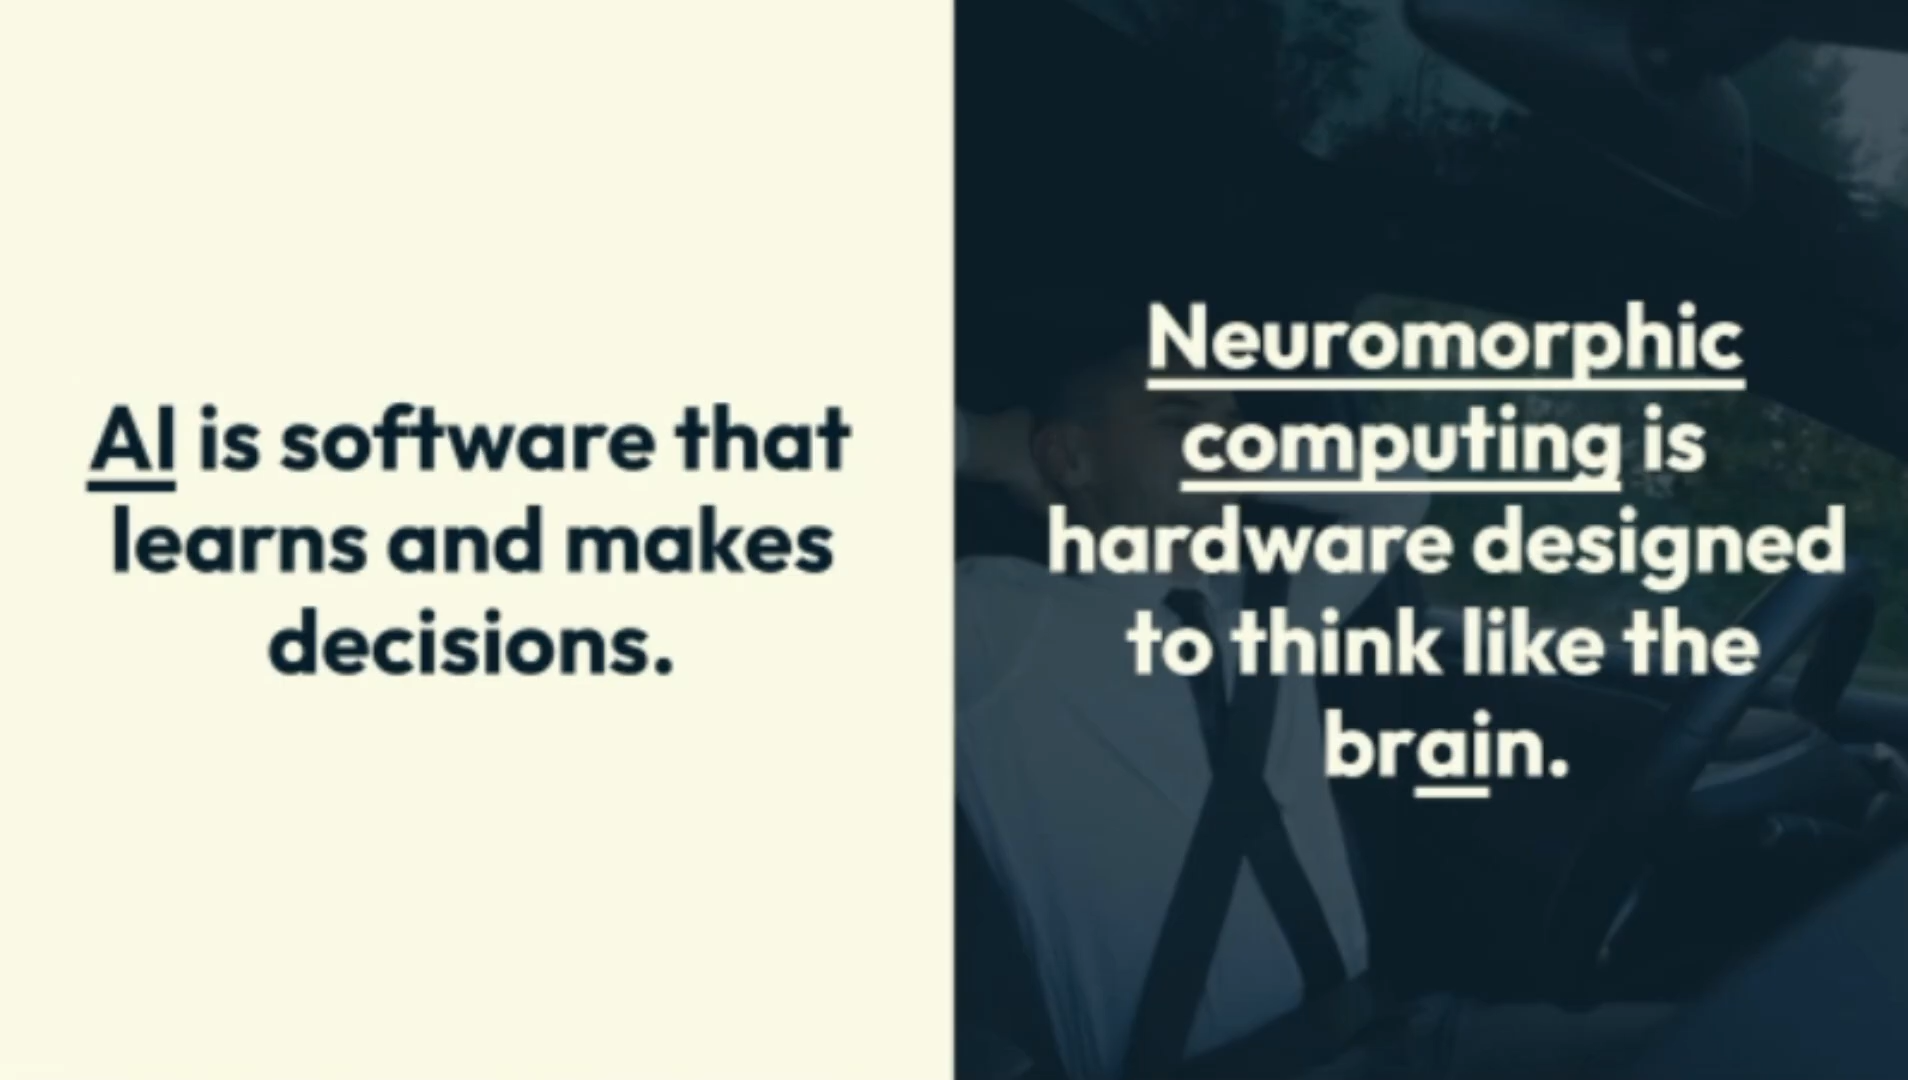 AI is software that
learns and makes
decisions.
Neuromorphic
computing is
hardware designed
to think like the
brain.